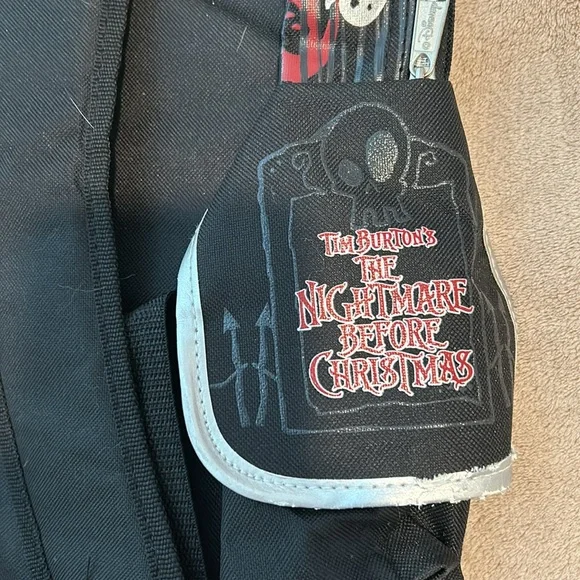 TIM BURTON'S
THE
NIGHTMARE
BEFORE
CHRISTMAS